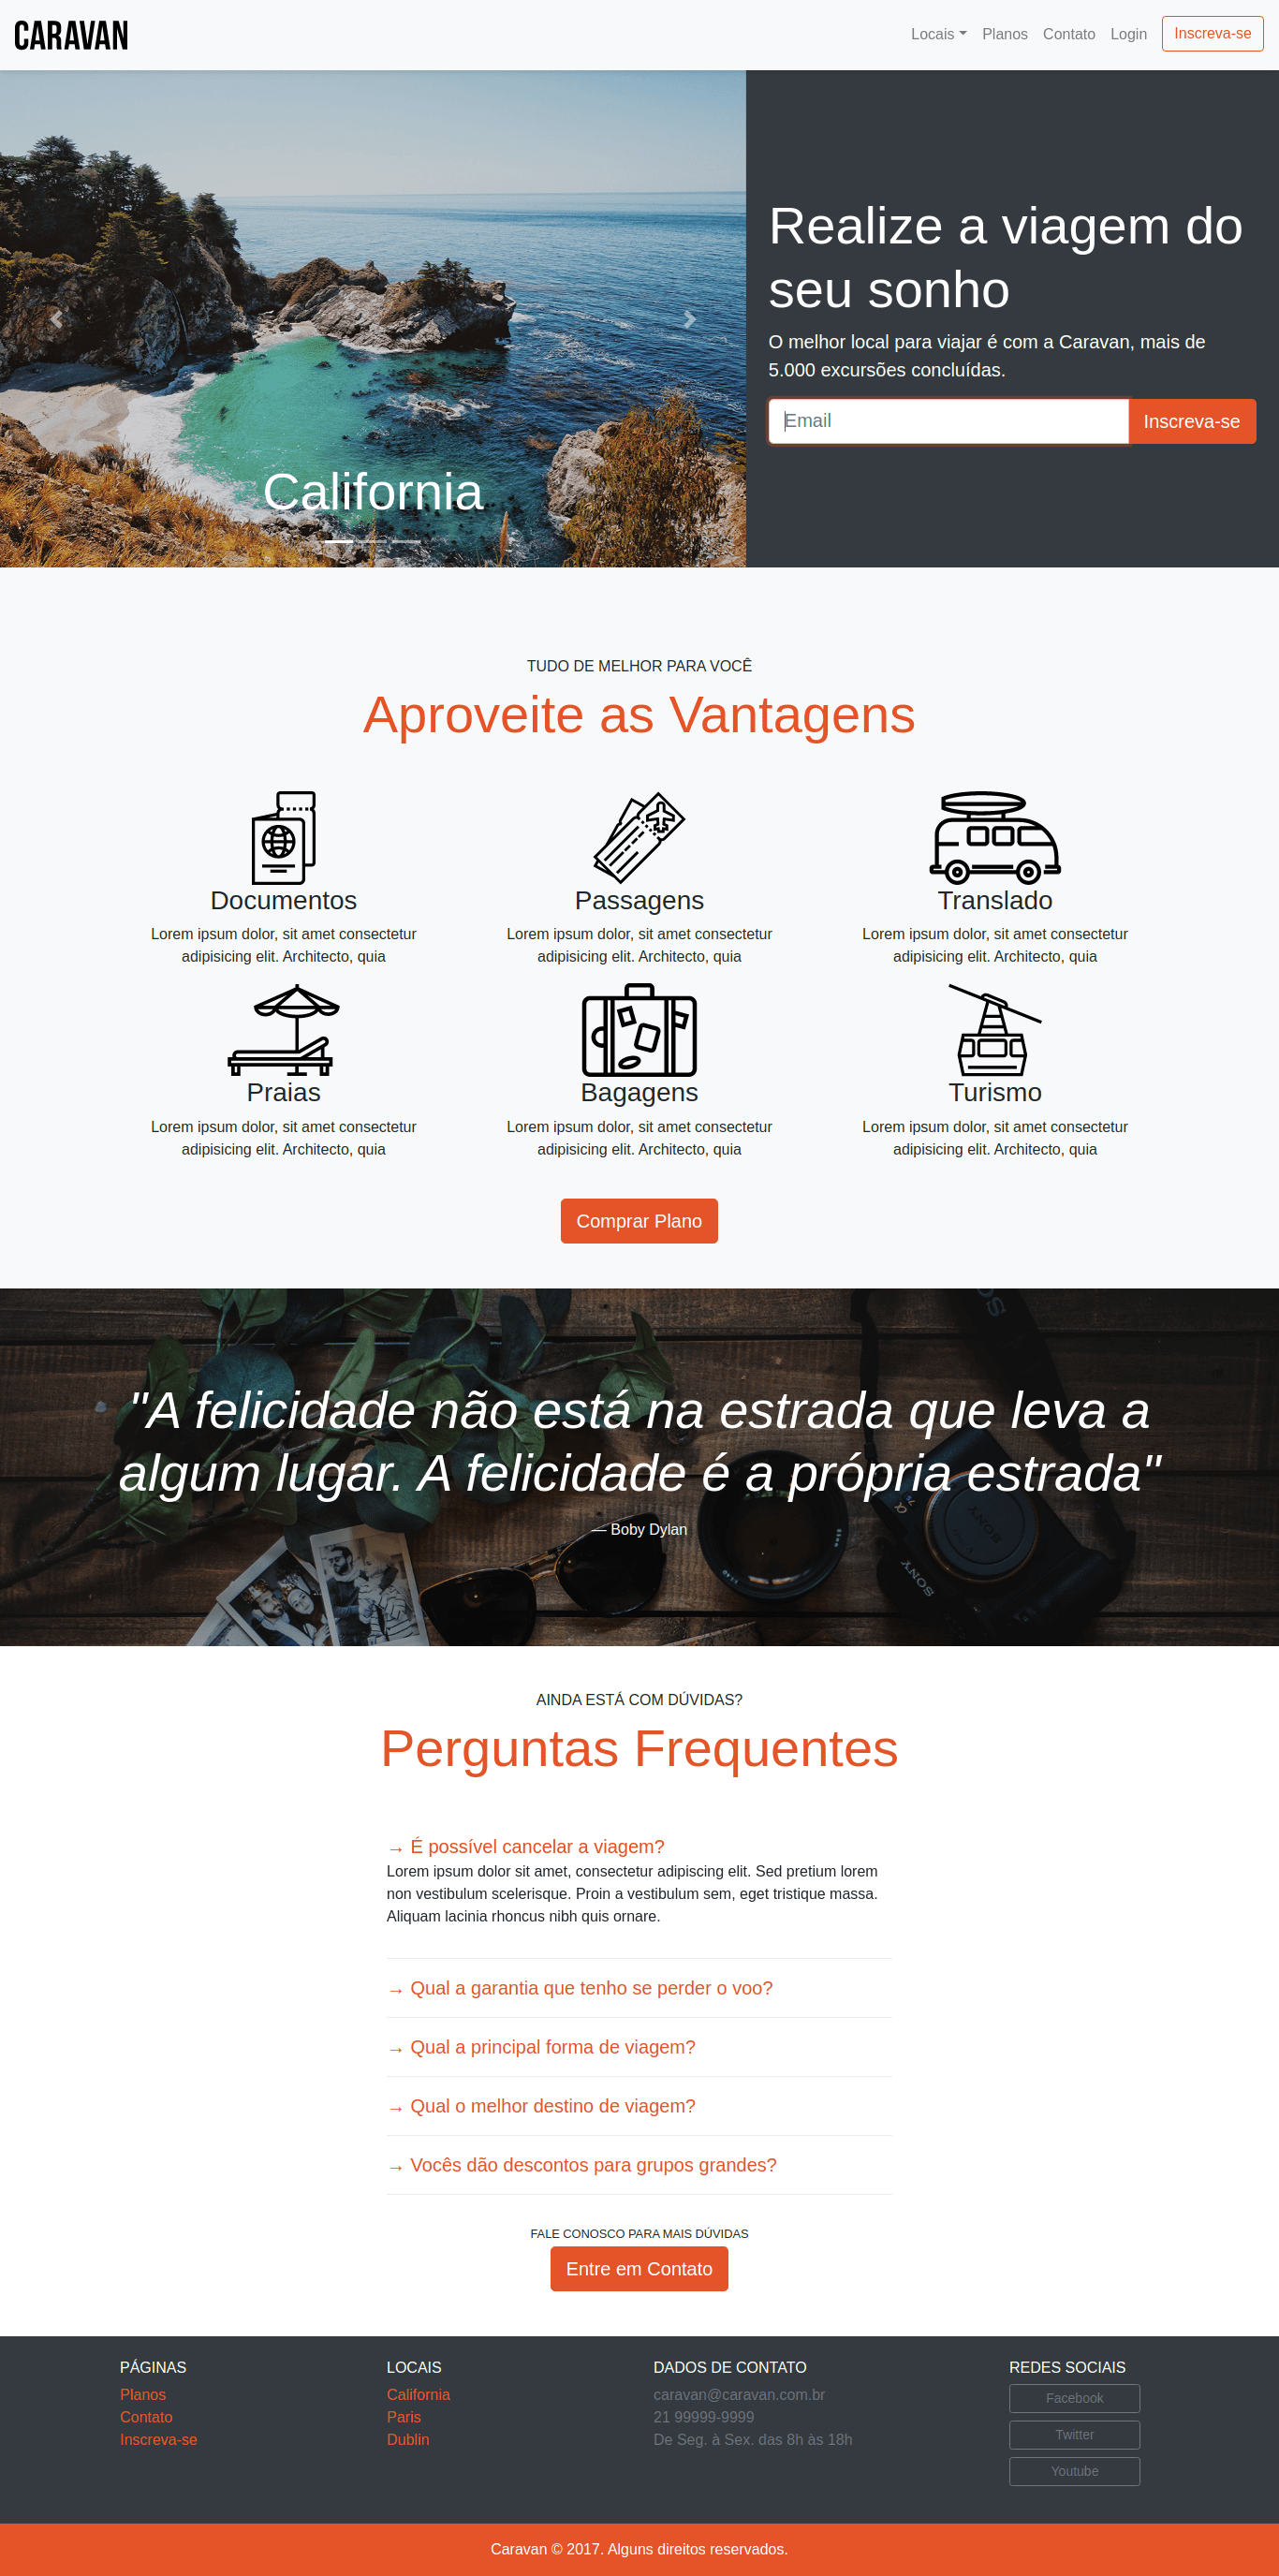 CARAVAN
Locais
Planos
Contato
Login
Inscreva-se
California
Realize a viagem do
seu sonho
O melhor local para viajar é com a Caravan, mais de
5.000 excursões concluídas.
Email
Inscreva-se
TUDO DE MELHOR PARA VOCÊ
Aproveite as Vantagens
Documentos
Lorem ipsum dolor, sit amet consectetur
adipisicing elit. Architecto, quia
Passagens
Lorem ipsum dolor, sit amet consectetur
adipisicing elit. Architecto, quia
Translado
Lorem ipsum dolor, sit amet consectetur
adipisicing elit. Architecto, quia
Praias
Lorem ipsum dolor, sit amet consectetur
adipisicing elit. Architecto, quia
Bagagens
Lorem ipsum dolor, sit amet consectetur
adipisicing elit. Architecto, quia
Turismo
Lorem ipsum dolor, sit amet consectetur
adipisicing elit. Architecto, quia
Comprar Plano
"A felicidade não está na estrada que leva a
algum lugar. A felicidade é a própria estrada"
— Boby Dylan
SONY
SONY
AINDA ESTÁ COM DÚVIDAS?
Perguntas Frequentes
→ É possível cancelar a viagem?
Lorem ipsum dolor sit amet, consectetur adipiscing elit. Sed pretium lorem
non vestibulum scelerisque. Proin a vestibulum sem, eget tristique massa.
Aliquam lacinia rhoncus nibh quis ornare.
→ Qual a garantia que tenho se perder o voo?
→ Qual a principal forma de viagem?
→ Qual o melhor destino de viagem?
→ Vocês dão descontos para grupos grandes?
FALE CONOSCO PARA MAIS DÚVIDAS
Entre em Contato
PÁGINAS
Planos
Contato
Inscreva-se
LOCAIS
California
Paris
Dublin
DADOS DE CONTATO
caravan@caravan.com.br
21 99999-9999
De Seg. à Sex. das 8h às 18h
REDES SOCIAIS
Facebook
Twitter
Youtube
Caravan © 2017. Alguns direitos reservados.